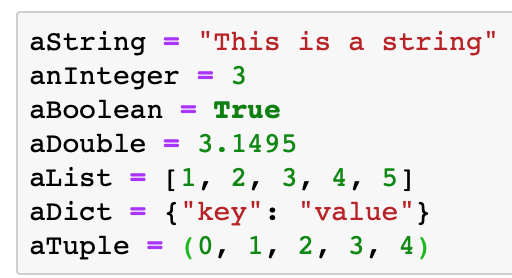 aString = "This is a string"
anInteger = 3
aBoolean = True
aDouble = 3.1495
aList = [1, 2, 3, 4, 5]
aDict = {"key": "value"}
aTuple = (0, 1, 2, 3, 4)